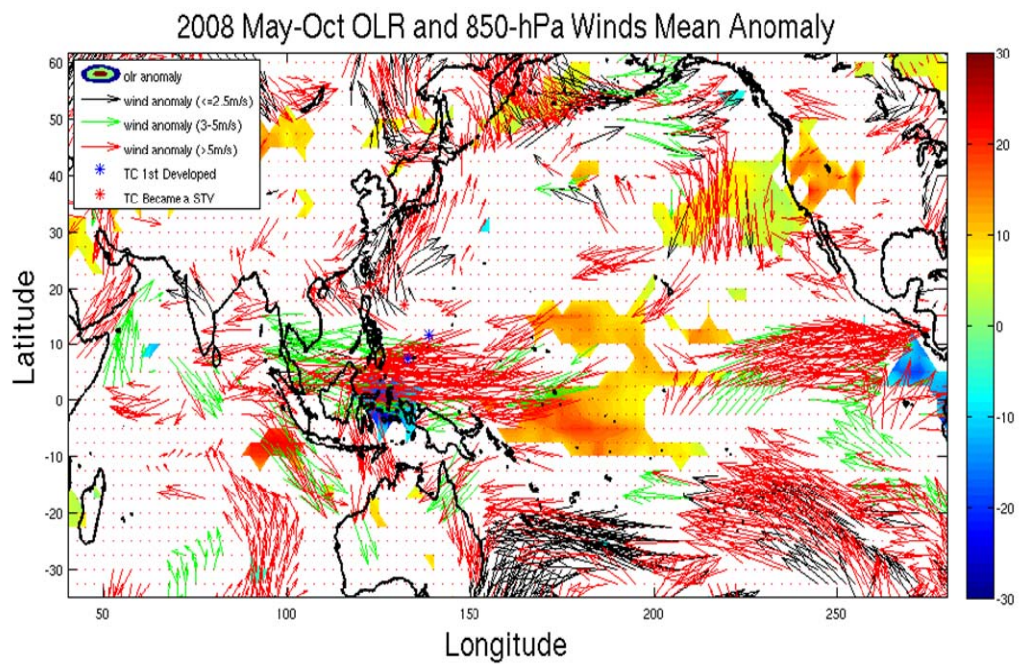 2008 May-Oct OLR and 850-hPa Winds Mean Anomaly
olr anomaly
wind anomaly (<=2.5m/s)
wind anomaly (3-5m/s)
wind anomaly (>5m/s)
TC 1st Developed
TC Became a STY
60
50
40
30
20
10
0
-10
-20
-30
Latitude
50
100
150
200
250
Longitude
30
20
10
0
-10
-20
-30